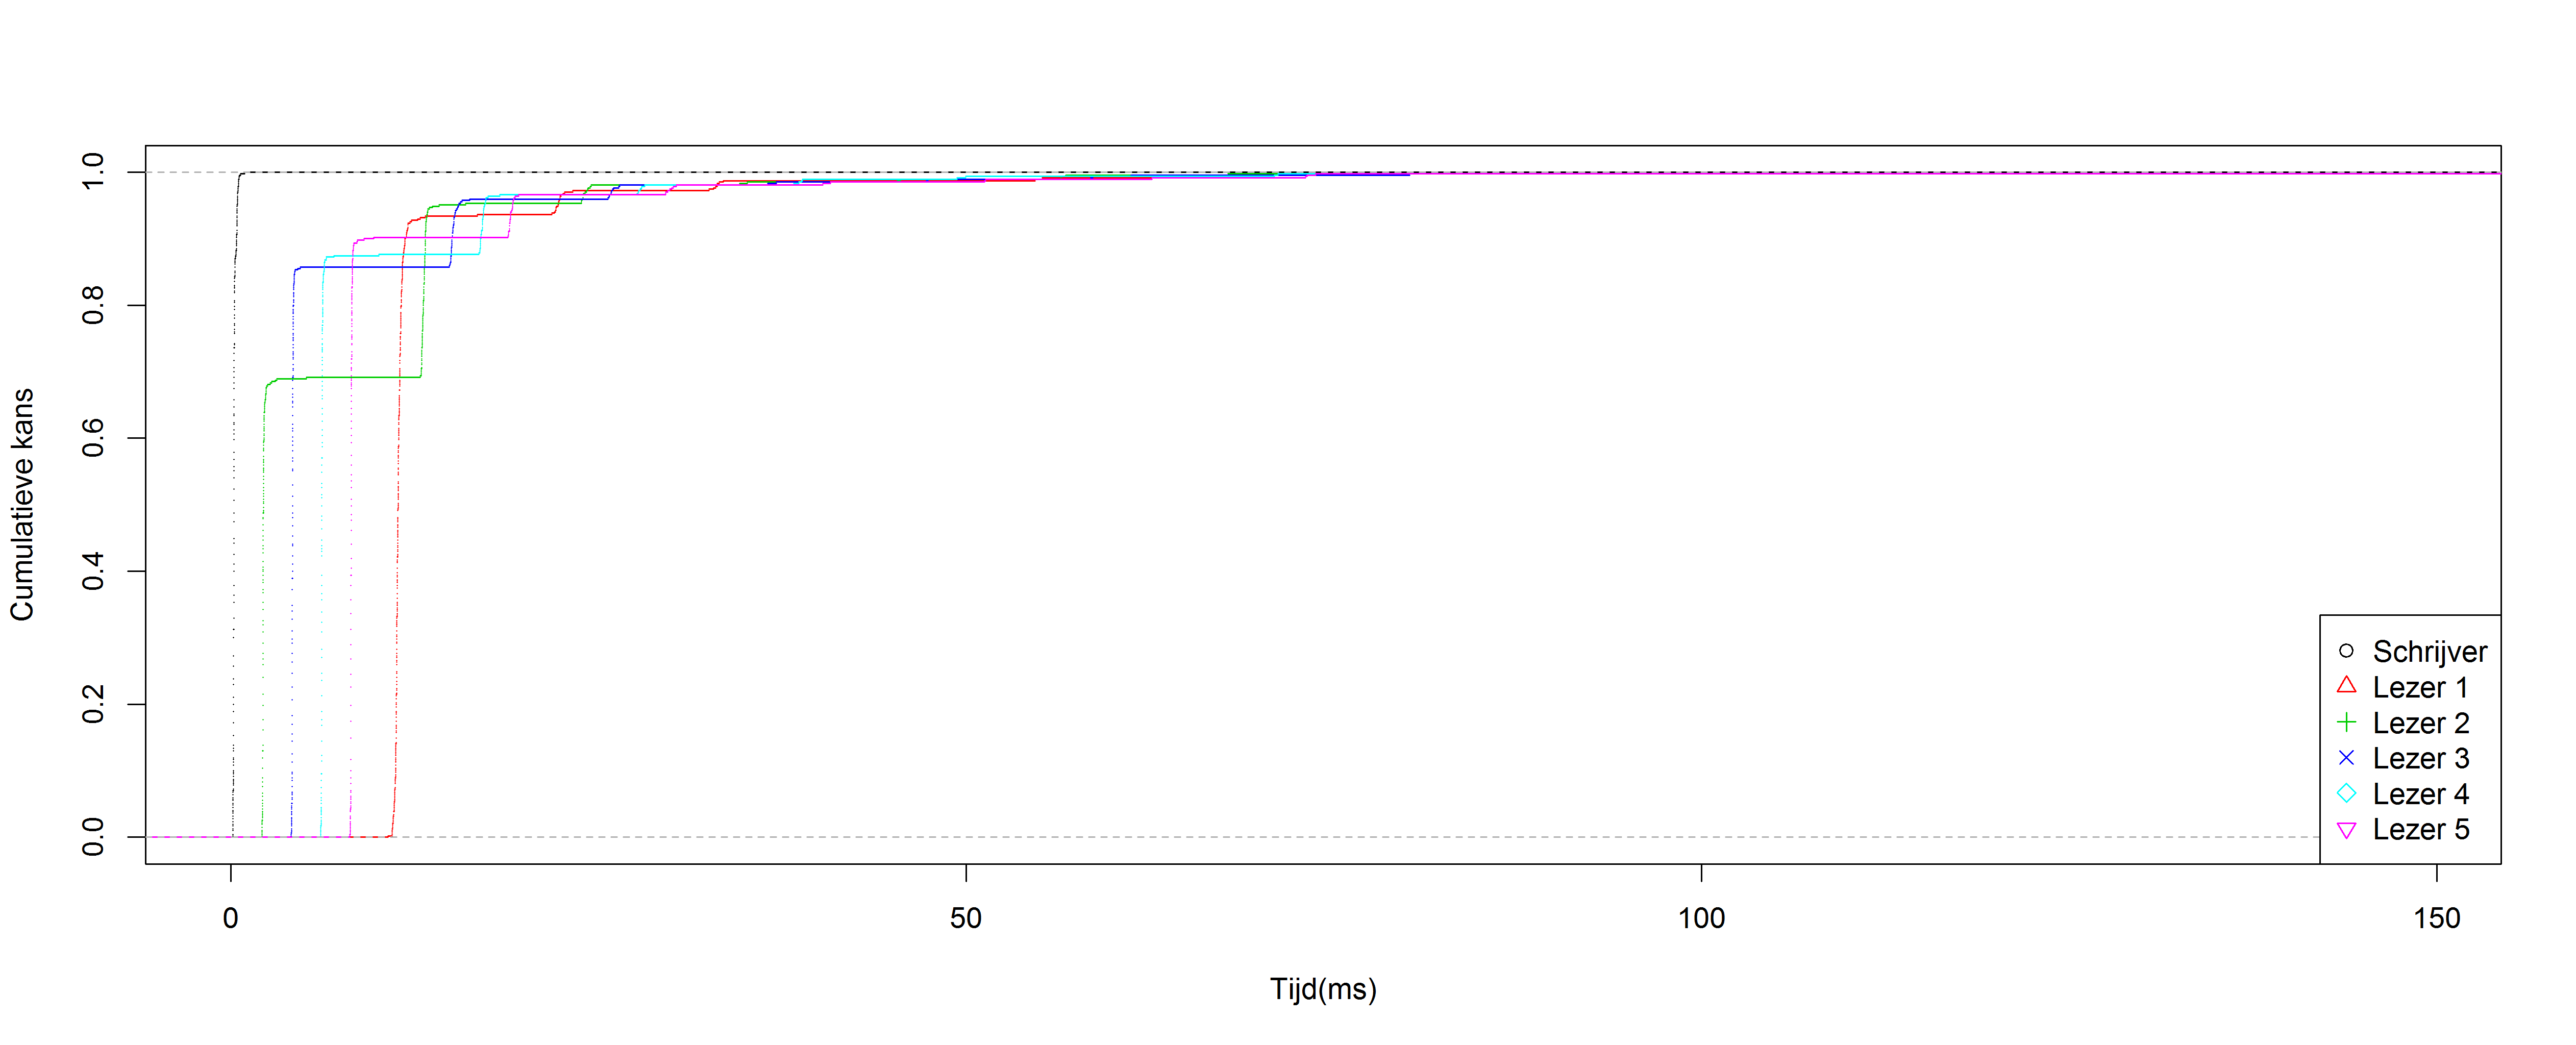 Cumulatieve kans
1.0
0.8
0.6
0.4
0.2
0.0
0 50 100 150
Tijd(ms)
Schrijver
Lezer 1
Lezer 2
Lezer 3
Lezer 4
Lezer 5